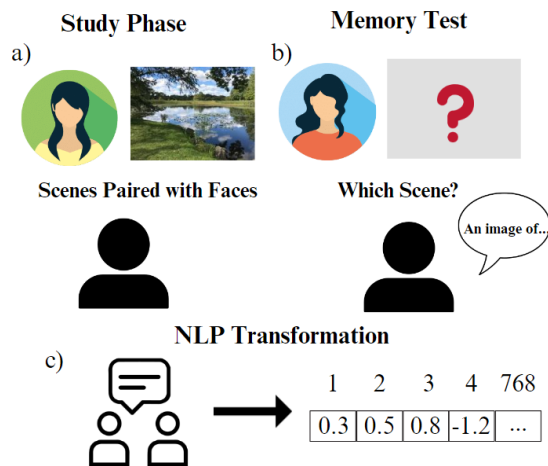 Study Phase
Memory Test
a)
b)
?
Scenes Paired with Faces
Which Scene?
An image of...
NLP Transformation
c)
1 2 3 4 768
0.3 0.5 0.8 -1.2 ...